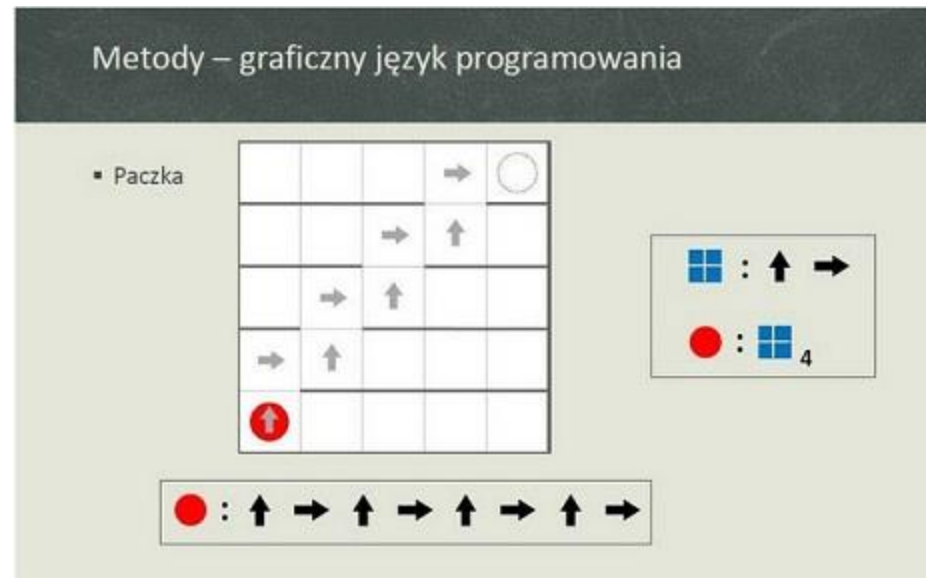 Metody – graficzny język programowania
▪ Paczka
: ↑ →
: 4
: ↑ → ↑ → ↑ → ↑ →